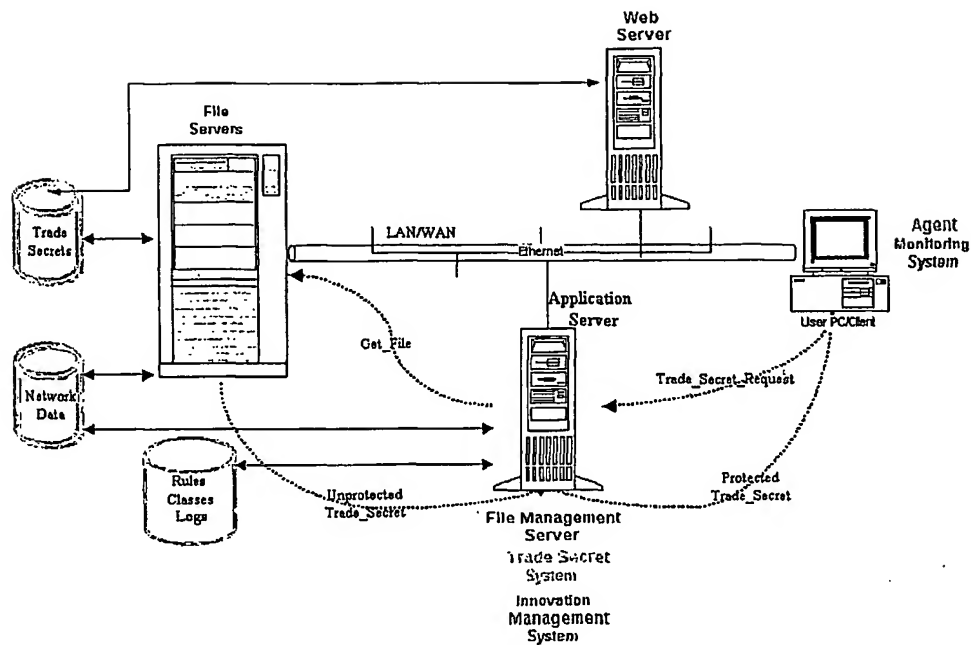 Web
Server
File
Servers
Trade
Secrets
LAN/WAN
Ethernet
Agent
Monitoring
System
Application
Server
User PC/Client
Get_File
Trade_Secret_Request
Network
Data
Rules
Classes
Logs
Unprotected
Trade_Secret
Protected
Trade_Secret
File Management
Server
Trade Secret
System
Innovation
Management
System